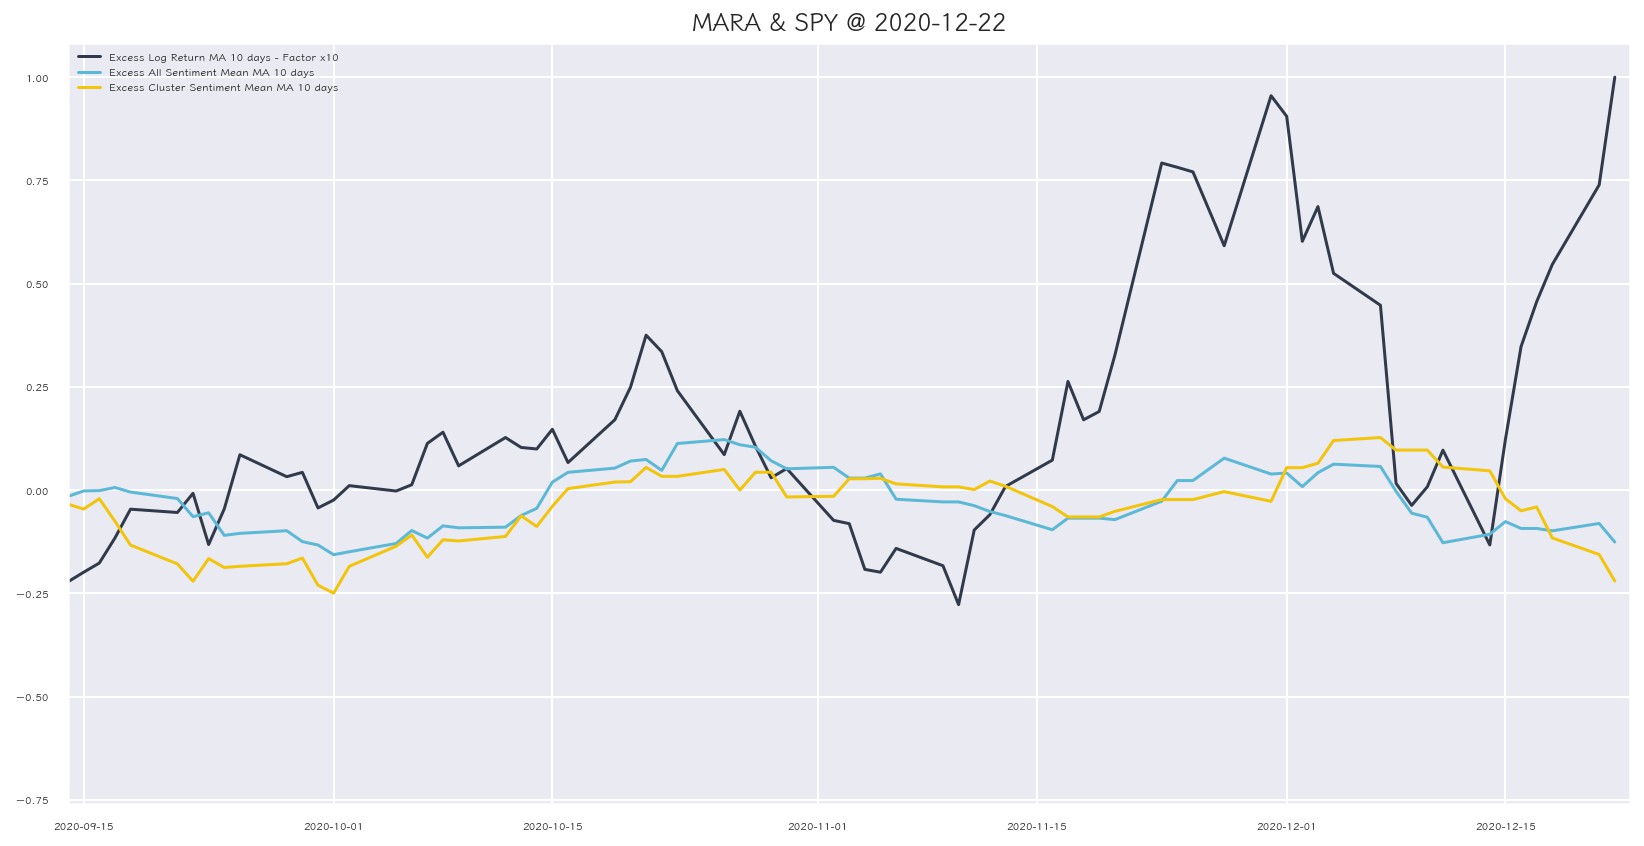 MARA & SPY @ 2020-12-22
Excess Log Return MA 10 days - Factor x10
Excess All Sentiment Mean MA 10 days
Excess Cluster Sentiment Mean MA 10 days
1.00
0.75
0.50
0.25
0.00
−0.25
−0.50
−0.75
2020-09-15 2020-10-01 2020-10-15 2020-11-01 2020-11-15 2020-12-01 2020-12-15